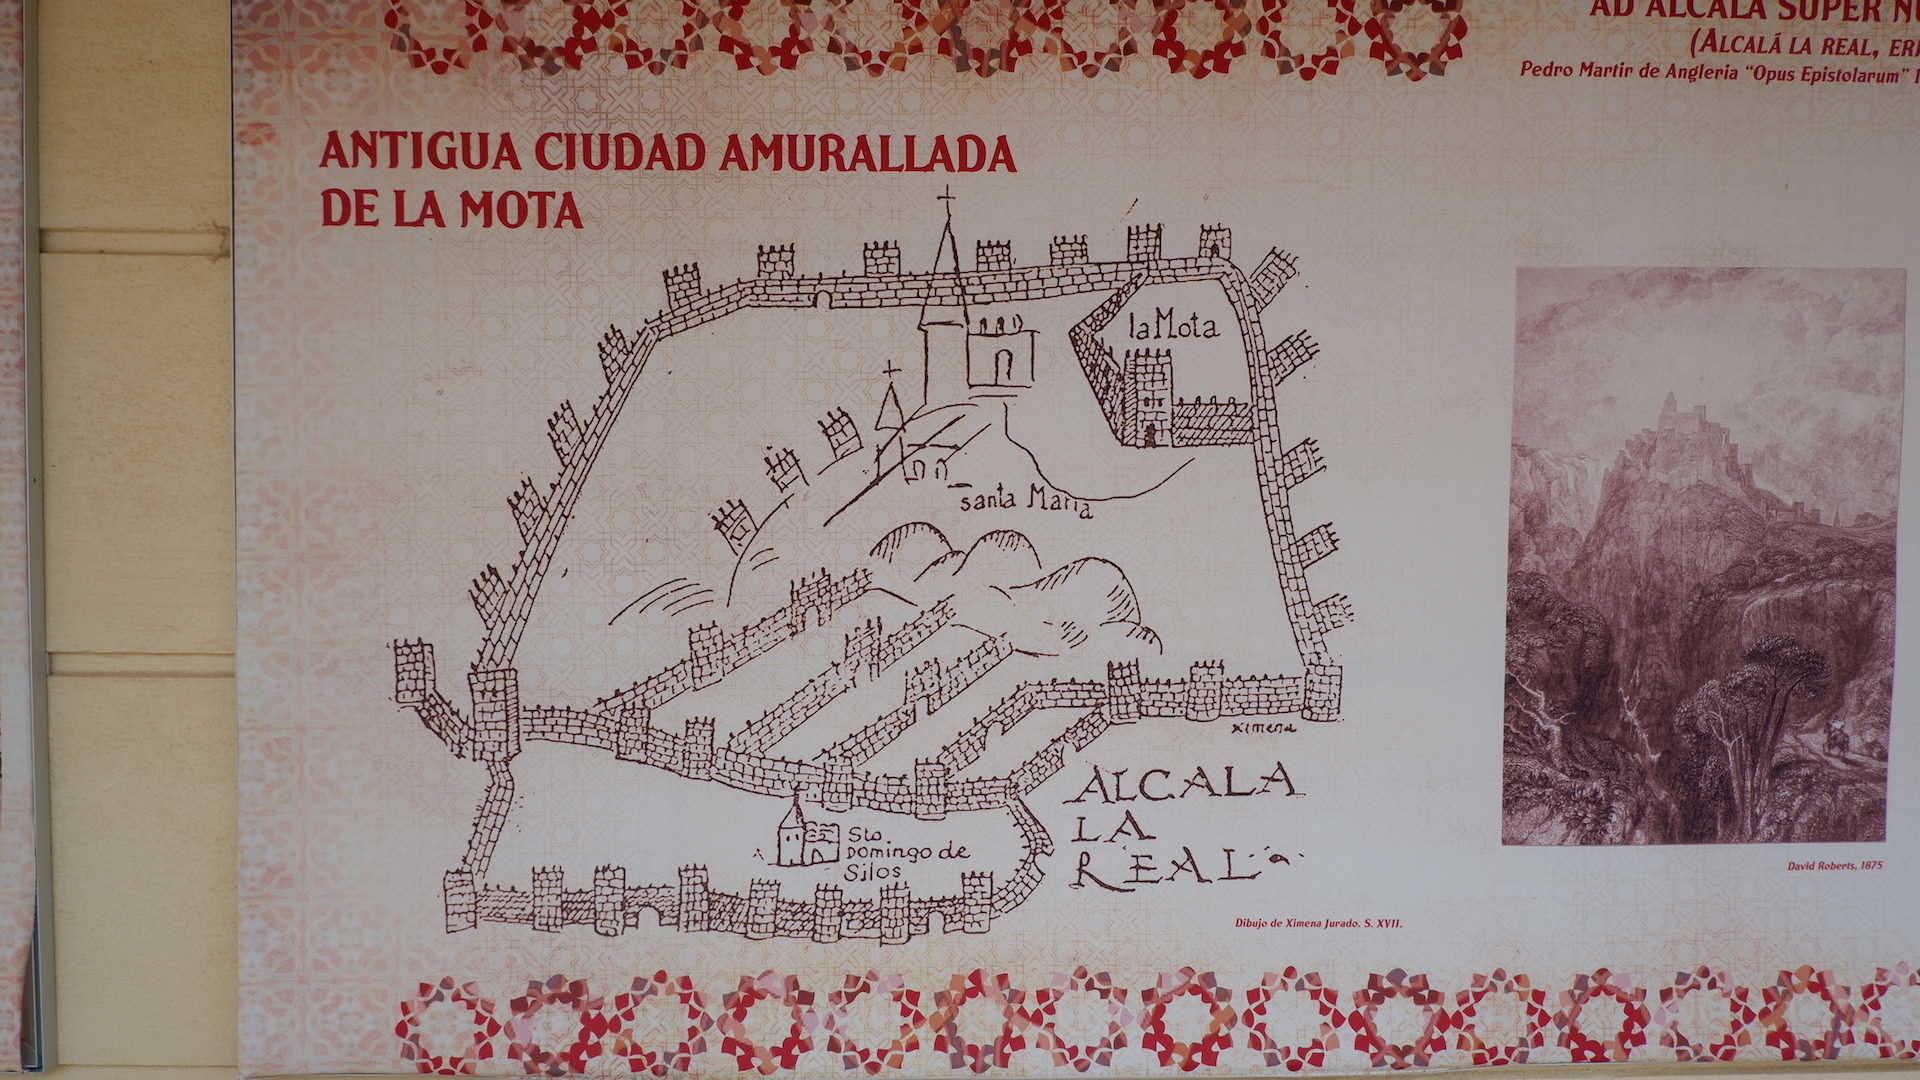 AD ALCALA SUPER
(ALCALÁ LA REAL,
Pedro Martir de Angleria "Opus Epistolarum"
ANTIGUA CIUDAD AMURALLADA
DE LA MOTA
la Mota
Santa Maria
ximena
ALCALA
LA
REAL
Sto
Domingo de
Silos
David Roberts, 1875
Dibujo de Ximena Jurado. S. XVII.